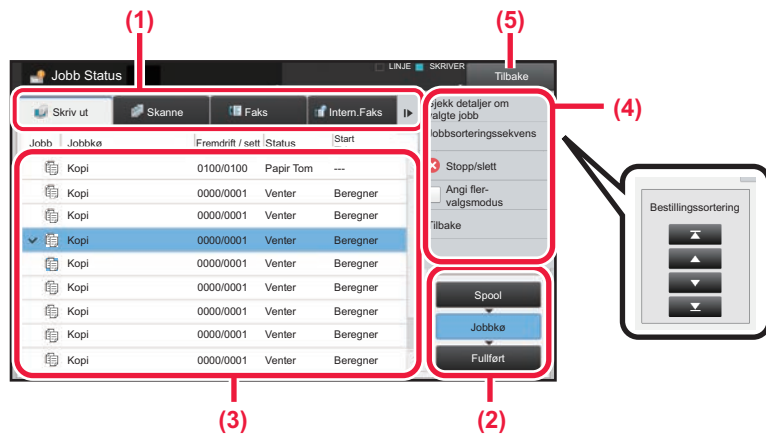 (1)
(5)
Jobb Status
LINJE
SKRIVER
Tilbake
Skriv ut
Skanne
Faks
Intern.Faks
(4)
Sjekk detaljer om
valgte jobb
Jobbsorteringssekvens
Stopp/slett
Angi fler-
valgsmodus
Tilbake
Jobb Jobbkø Fremdrift / sett Status Start
Kopi 0100/0100 Papir Tom ---
Kopi 0000/0001 Venter Beregner
Kopi 0000/0001 Venter Beregner
Kopi 0000/0001 Venter Beregner
Kopi 0000/0001 Venter Beregner
Kopi 0000/0001 Venter Beregner
Kopi 0000/0001 Venter Beregner
Kopi 0000/0001 Venter Beregner
Kopi 0000/0001 Venter Beregner
Bestillingssortering
Spool
Jobbkø
Fullført
(3)
(2)